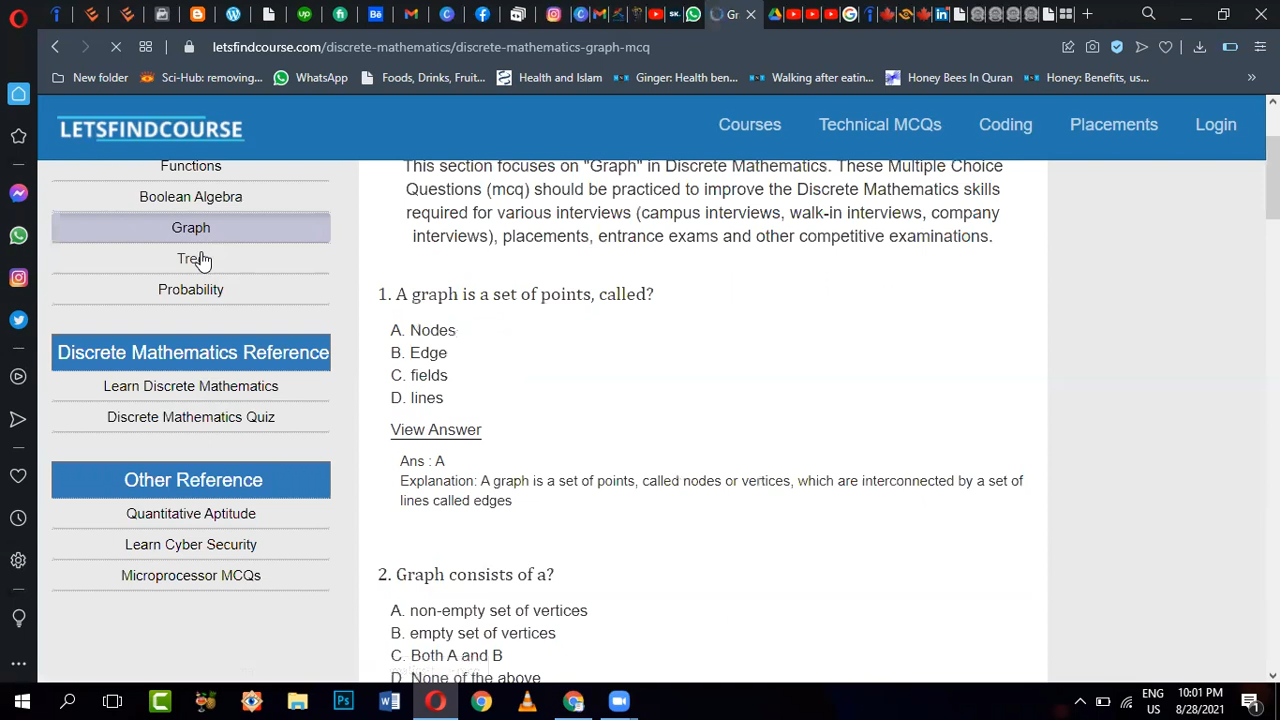 Gr
letsfindcourse.com/discrete-mathematics/discrete-mathematics-graph-mcq
New folder
Sci-Hub: removing...
WhatsApp
Foods, Drinks, Fruit...
Health and Islam
Ginger: Health ben...
Walking after eatin...
Honey Bees In Quran
Honey: Benefits, us...
LETSFINDCOURSE
Courses
Technical MCQs
Coding
Placements
Login
Functions
Boolean Algebra
Graph
Probability
Discrete Mathematics Reference
Learn Discrete Mathematics
Discrete Mathematics Quiz
Other Reference
Quantitative Aptitude
Learn Cyber Security
Microprocessor MCQs
This section focuses on "Graph" in Discrete Mathematics. These Multiple Choice
Questions (mcq) should be practiced to improve the Discrete Mathematics skills
required for various interviews (campus interviews, walk-in interviews, company
interviews), placements, entrance exams and other competitive examinations.
1. A graph is a set of points, called?
A. Nodes
B. Edge
C. fields
D. lines
View Answer
Ans : A
Explanation: A graph is a set of points, called nodes or vertices, which are interconnected by a set of
lines called edges
2. Graph consists of a?
A. non-empty set of vertices
B. empty set of vertices
C. Both A and B
D. None of the above
ENG
US
10:01 PM
8/28/2021